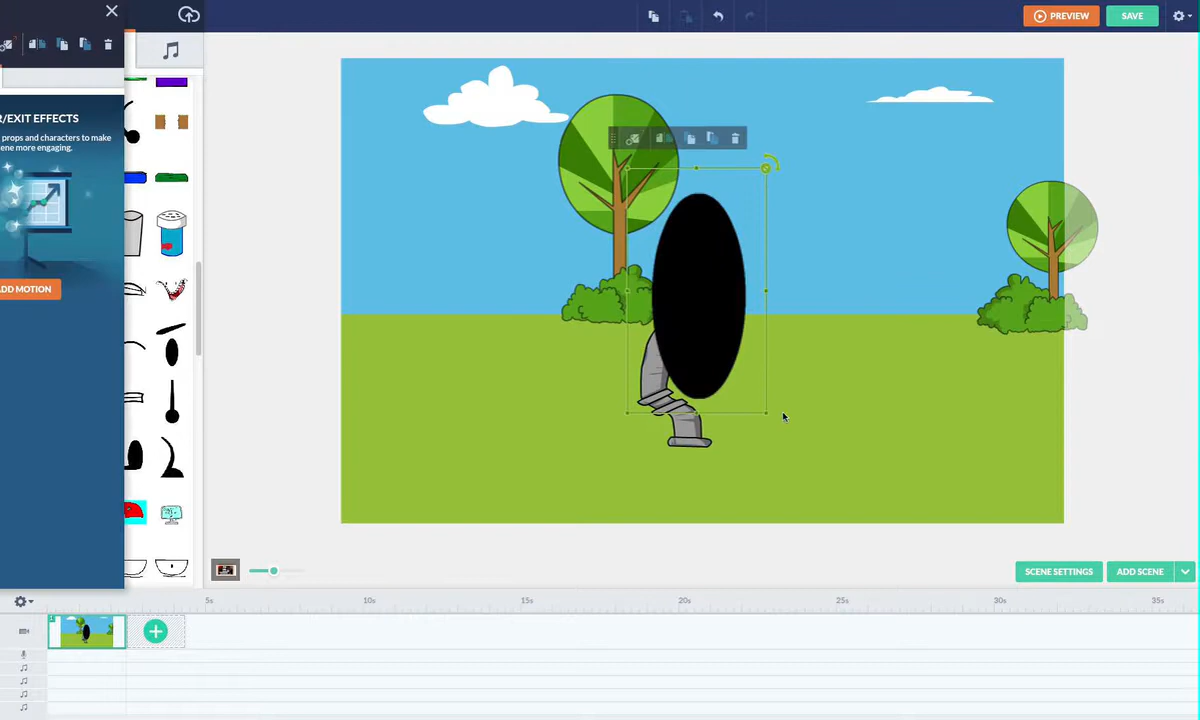 PREVIEW
SAVE
R/EXIT EFFECTS
props and characters to make
ene more engaging.
ADD MOTION
SCENE SETTINGS
ADD SCENE
5s
10s
15s
20s
25s
30s
35s